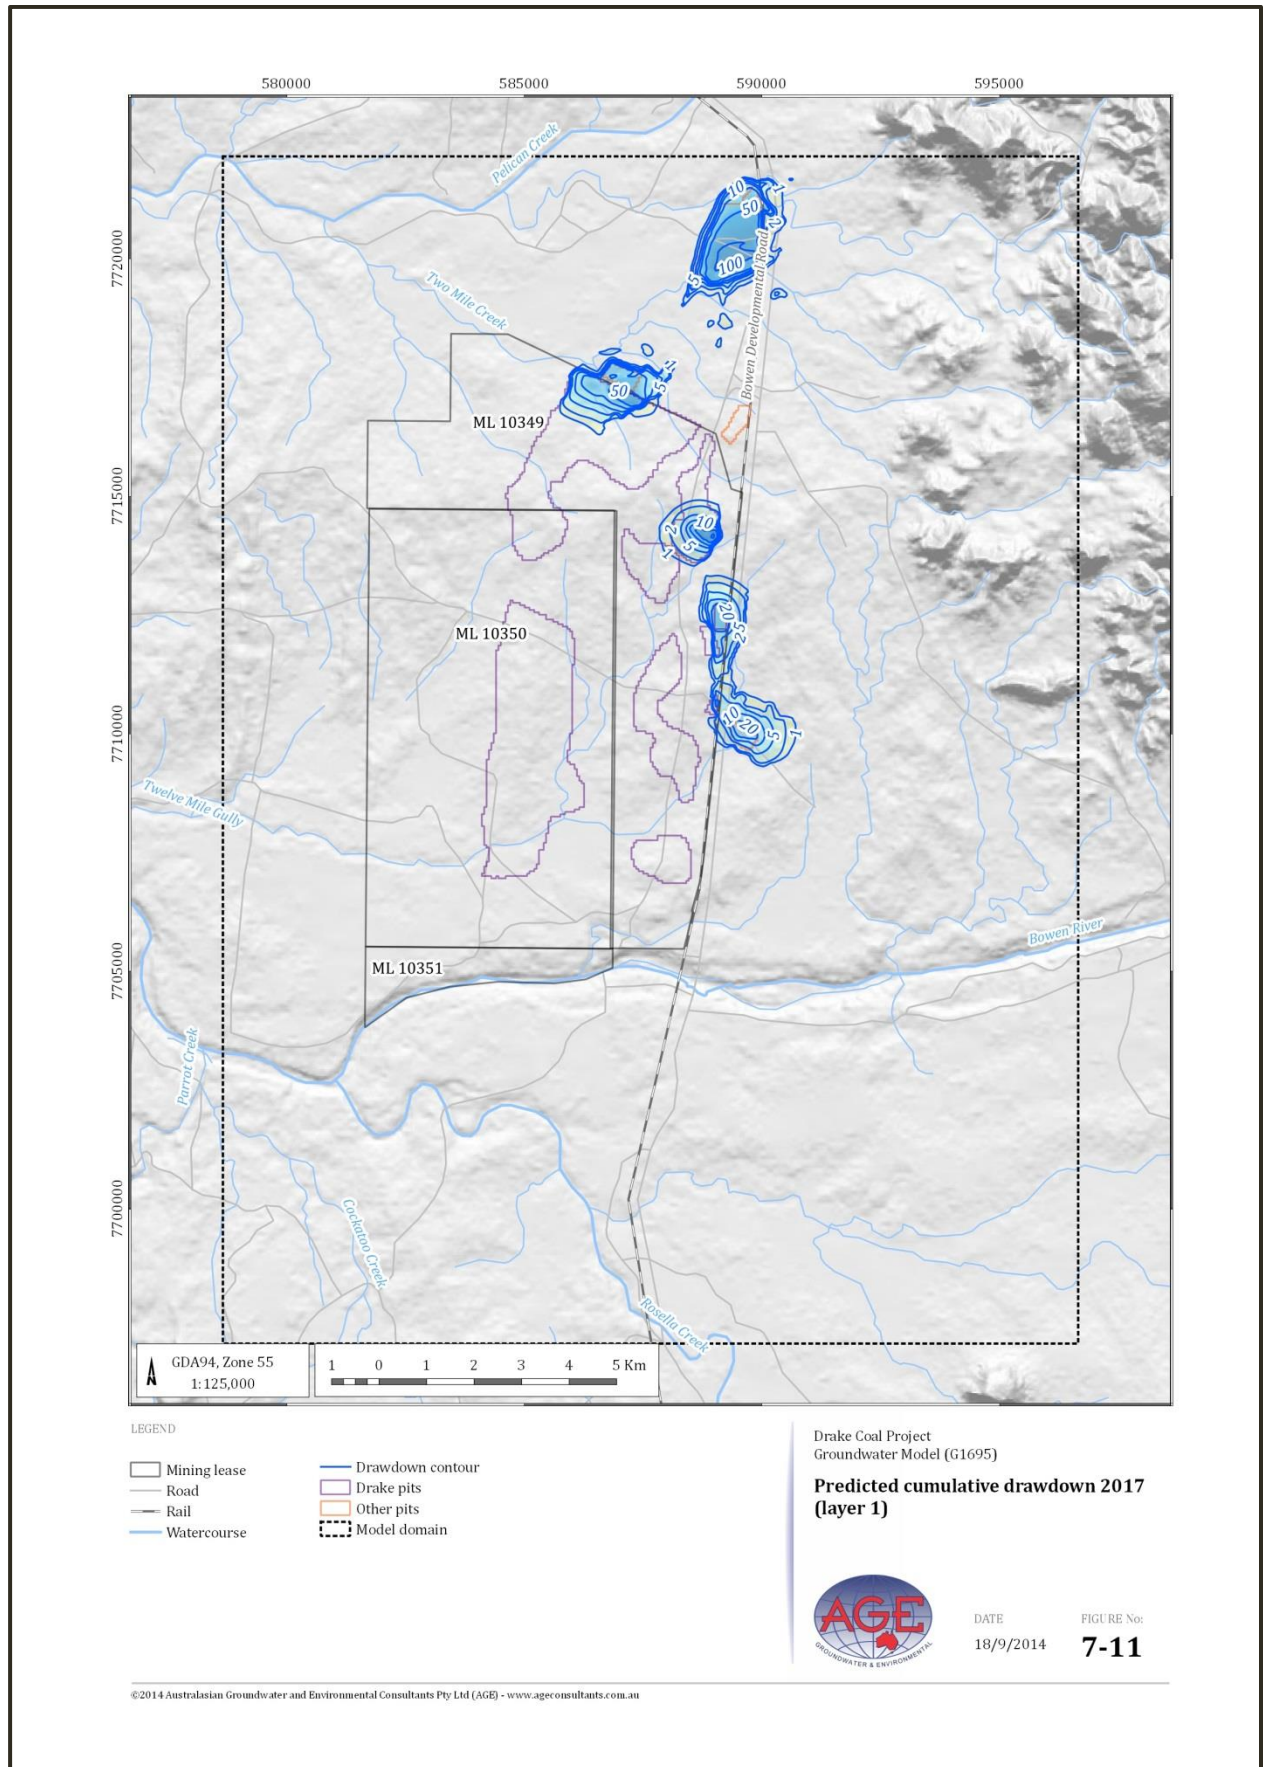 580000
585000
590000
595000
7720000
7715000
7710000
7705000
7700000
Pelican Creek
10
1
50
2
100
5
Bowen Developmental Road
Two Mile Creek
1
50
5
ML 10349
10
2
5
1
20
2
5
ML 10350
10
20
5
1
Twelve Mile Gully
Bowen River
ML 10351
Parrot Creek
Cockatoo Creek
Rosella Creek
N
GDA94, Zone 55
1:125,000
1 0 1 2 3 4 5 Km
LEGEND
Mining lease
Road
Rail
Watercourse
Drawdown contour
Drake pits
Other pits
Model domain
Drake Coal Project
Groundwater Model (G1695)
Predicted cumulative drawdown 2017
(layer 1)
AGE
GROUNDWATER & ENVIRONMENTAL
DATE
18/9/2014
FIGURE No:
7-11
©2014 Australasian Groundwater and Environmental Consultants Pty Ltd (AGE) - www.ageconsultants.com.au